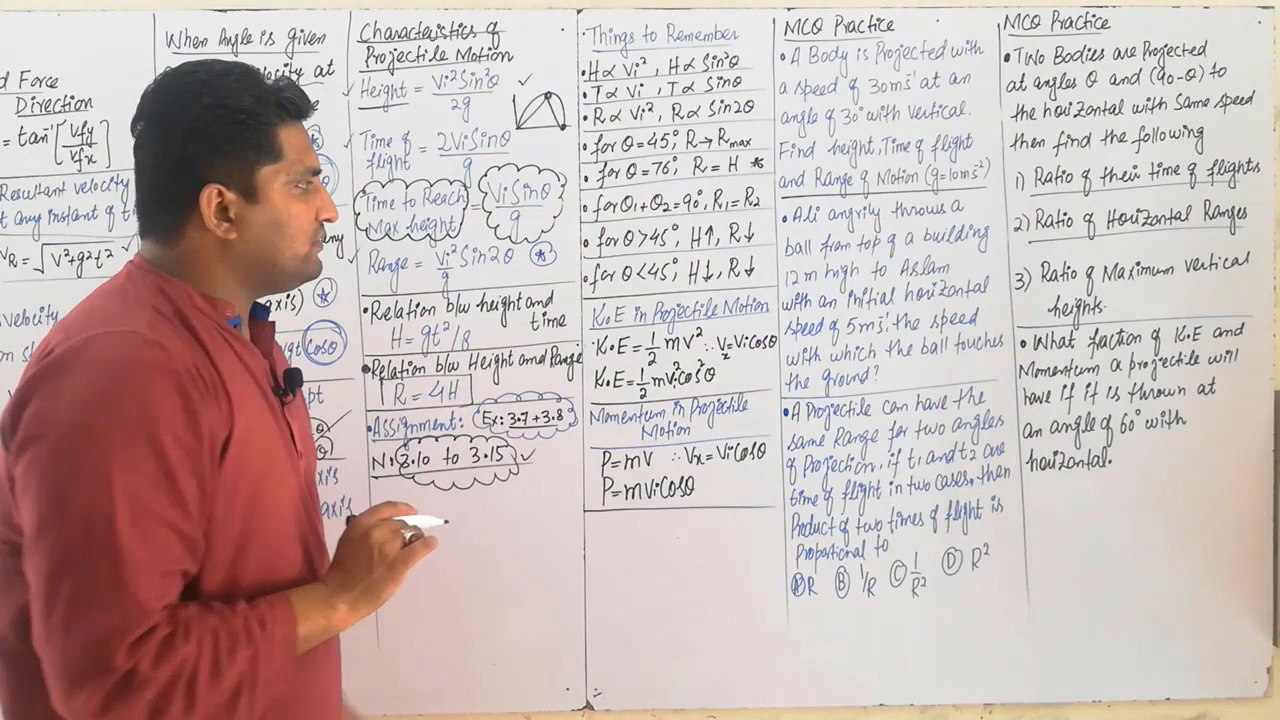 d Force
Direction
= tan⁻¹ [Vfy/Vfx]
Resultant velocity
t any instant of t
V_R = √V²+g²t²
velocity
When Angle is given
ocity at
any
axis)
gt Cosθ
pt
θ
xis
axis
Characteristics of
Projectile Motion
Height = Vi²Sin²θ/2g
Time of flight = 2ViSinθ/g
Time to Reach
Max height
ViSinθ/g
Range = Vi²/g Sin2θ
• Relation b/w height and
time
H = gt²/8
• Relation b/w Height and Range
R = 4H
• Assignment: Ex: 3.7+3.8
N. 3.10 to 3.15
Things to Remember
• H ∝ Vi², H ∝ Sin²θ
• T ∝ Vi, T ∝ Sinθ
• R ∝ Vi², R ∝ Sin2θ
• for θ=45°, R → Rmax
• for θ=76°, R = H *
• for θ1+θ2=90°, R1=R2
• for θ>45°, H↑, R↓
• for θ<45°, H↓, R↓
K.E in Projectile Motion
K.E = 1/2 mV² ∴ Vx=ViCosθ
K.E = 1/2 mVi²cos²θ
Momentum in Projectile
Motion
P=mV ∴ Vx = ViCosθ
P=mViCosθ
MCQ Practice
• A Body is Projected with
a speed of 30ms⁻¹ at an
angle of 30° with Vertical.
Find height, Time of flight
and Range of Motion (g=10ms⁻²)
• Ali angrily throws a
ball from top of a building
12m high to Aslam
with an initial horizontal
speed of 5ms⁻¹. the speed
with which the ball touches
the ground?
• A Projectile can have the
same Range for two angles
of Projection, if t1 and t2 are
time of flight in two cases, then
Product of two times of flight is
Proportional to
Ⓐ R Ⓑ 1/R Ⓒ 1/R² Ⓓ R²
MCQ Practice
• Two Bodies are Projected
at angles θ and (90-θ) to
the horizontal with same speed
then find the following
1) Ratio of their time of flights
2) Ratio of Horizontal Ranges
3) Ratio of Maximum vertical
heights.
• What fraction of K.E and
Momentum a projectile will
have if it is thrown at
an angle of 60° with
horizontal.